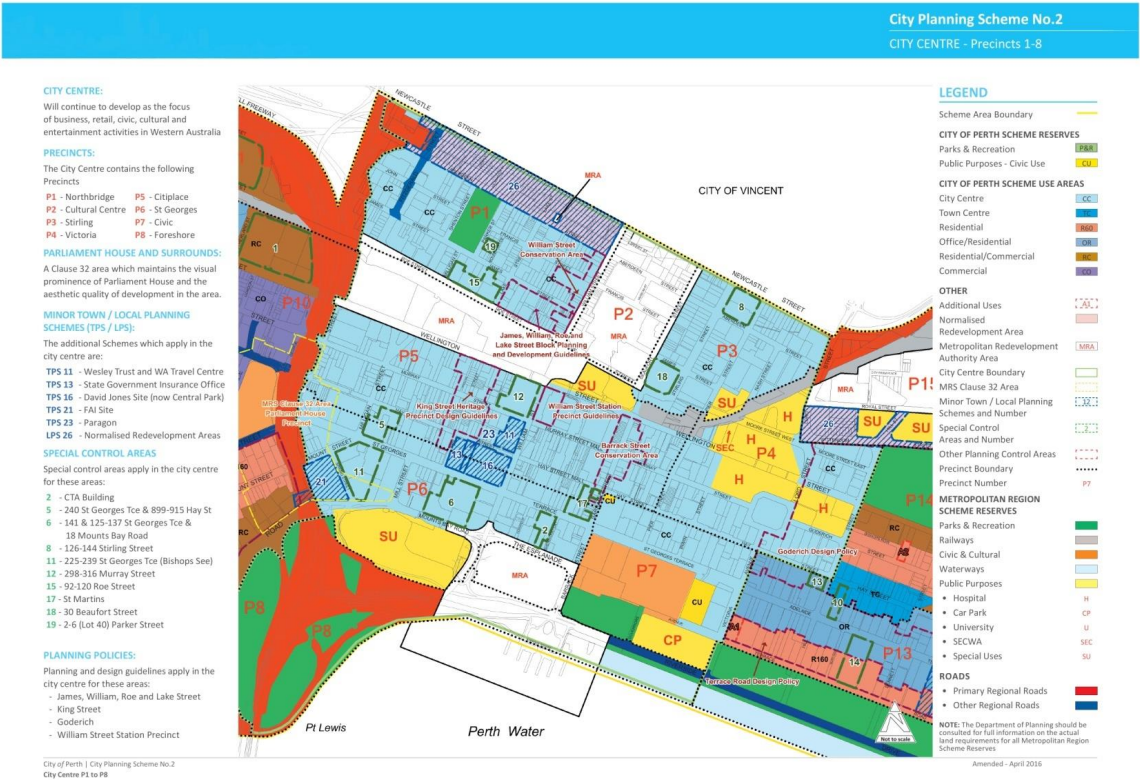 City Planning Scheme No.2
CITY CENTRE - Precincts 1-8
CITY CENTRE:
Will continue to develop as the focus
of business, retail, civic, cultural and
entertainment activities in Western Australia
PRECINCTS:
The City Centre contains the following
Precincts
P1 - Northbridge P5 - Citiplace
P2 - Cultural Centre P6 - St Georges
P3 - Stirling P7 - Civic
P4 - Victoria P8 - Foreshore
PARLIAMENT HOUSE AND SURROUNDS:
A Clause 32 area which maintains the visual
prominence of Parliament House and the
aesthetic quality of development in the area.
MINOR TOWN / LOCAL PLANNING
SCHEMES (TPS / LPS):
The additional Schemes which apply in the
city centre are:
TPS 11 - Wesley Trust and WA Travel Centre
TPS 13 - State Government Insurance Office
TPS 16 - David Jones Site (now Central Park)
TPS 21 - FAI Site
TPS 23 - Paragon
LPS 26 - Normalised Redevelopment Areas
SPECIAL CONTROL AREAS
Special control areas apply in the city centre
for these areas:
2 - CTA Building
5 - 240 St Georges Tce & 899-915 Hay St
6 - 141 & 125-137 St Georges Tce &
18 Mounts Bay Road
8 - 126-144 Stirling Street
11 - 225-239 St Georges Tce (Bishops See)
12 - 298-316 Murray Street
15 - 92-120 Roe Street
17 - St Martins
18 - 30 Beaufort Street
19 - 2-6 (Lot 40) Parker Street
PLANNING POLICIES:
Planning and design guidelines apply in the
city centre for these areas:
- James, William, Roe and Lake Street
- King Street
- Goderich
- William Street Station Precinct
NEWCASTLE
STREET
26
MRA
CITY OF VINCENT
CC
CC
P1
19
William Street
Conservation Area
CC
15
RC
1
P10
CO
STREET
MRA
P2
MRA
NEWCASTLE
STREET
8
P3
CC
James, William, Roe and
Lake Street Block Planning
and Development Guidelines
WELLINGTON
P5
CC
SU
18
SU
MRA
P15
ROYAL STREET
26
SU
SU
MRS Clause 32 Area
Parliament House
Precinct
King Street Heritage
Precinct Design Guidelines
12
William Street Station
Precinct Guidelines
5
23
11
13
16
Barrack Street
Conservation Area
WELLINGTON
SEC
H
H
P4
H
H
CC
MOUNT
21
11
P6
6
SU
17
CU
2
CC
P14
RC
Goderich Design Policy
A2
ROAD
RC
THE ESPLANADE
MRA
ST GEORGES TERRACE
P7
CU
CP
13
10
TC
OR
A1
R160
14
P13
Terrace Road Design Policy
P8
P8
Pt Lewis
Perth Water
Not to scale
LEGEND
Scheme Area Boundary
CITY OF PERTH SCHEME RESERVES
Parks & Recreation P&R
Public Purposes - Civic Use CU
CITY OF PERTH SCHEME USE AREAS
City Centre CC
Town Centre TC
Residential R60
Office/Residential OR
Residential/Commercial RC
Commercial CO
OTHER
Additional Uses A1
Normalised
Redevelopment Area
Metropolitan Redevelopment MRA
Authority Area
City Centre Boundary
MRS Clause 32 Area
Minor Town / Local Planning 12
Schemes and Number
Special Control 2
Areas and Number
Other Planning Control Areas
Precinct Boundary
Precinct Number P7
METROPOLITAN REGION
SCHEME RESERVES
Parks & Recreation
Railways
Civic & Cultural
Waterways
Public Purposes
• Hospital H
• Car Park CP
• University U
• SECWA SEC
• Special Uses SU
ROADS
• Primary Regional Roads
• Other Regional Roads
NOTE: The Department of Planning should be
consulted for full information on the actual
land requirements for all Metropolitan Region
Scheme Reserves
City of Perth | City Planning Scheme No.2
City Centre P1 to P8
Amended - April 2016